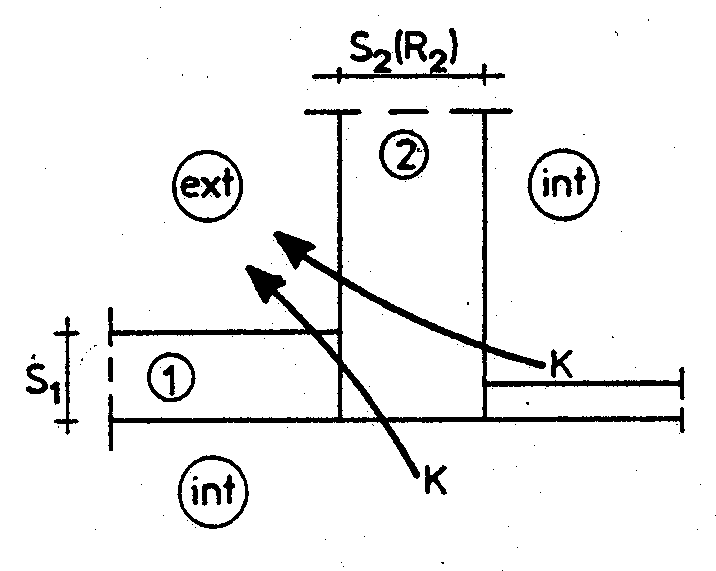 S₂(R₂)
2
ext
int
S₁
1
K
K
int